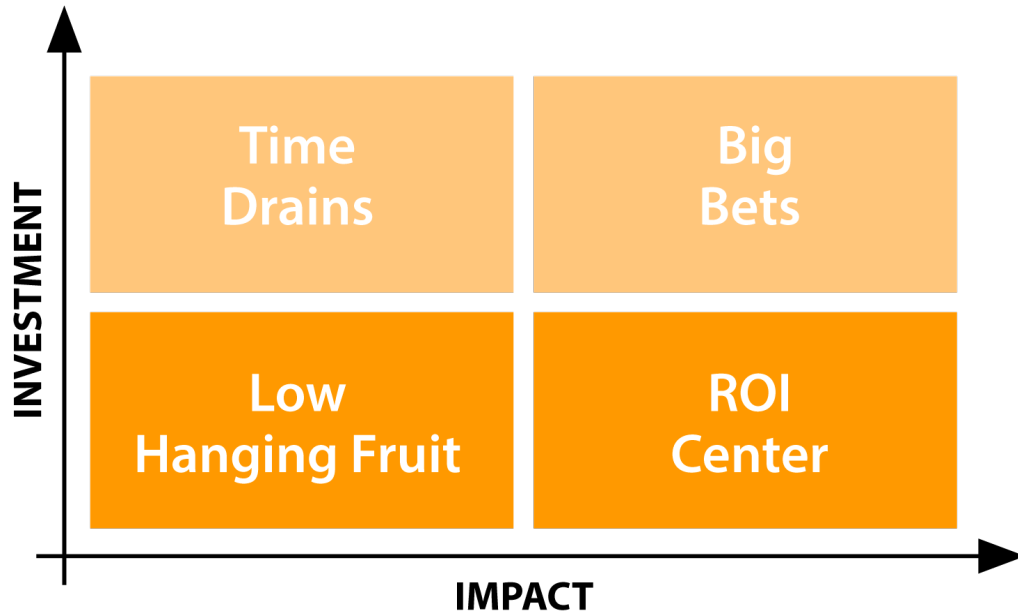 INVESTMENT
Time
Drains
Big
Bets
Low
Hanging Fruit
ROI
Center
IMPACT